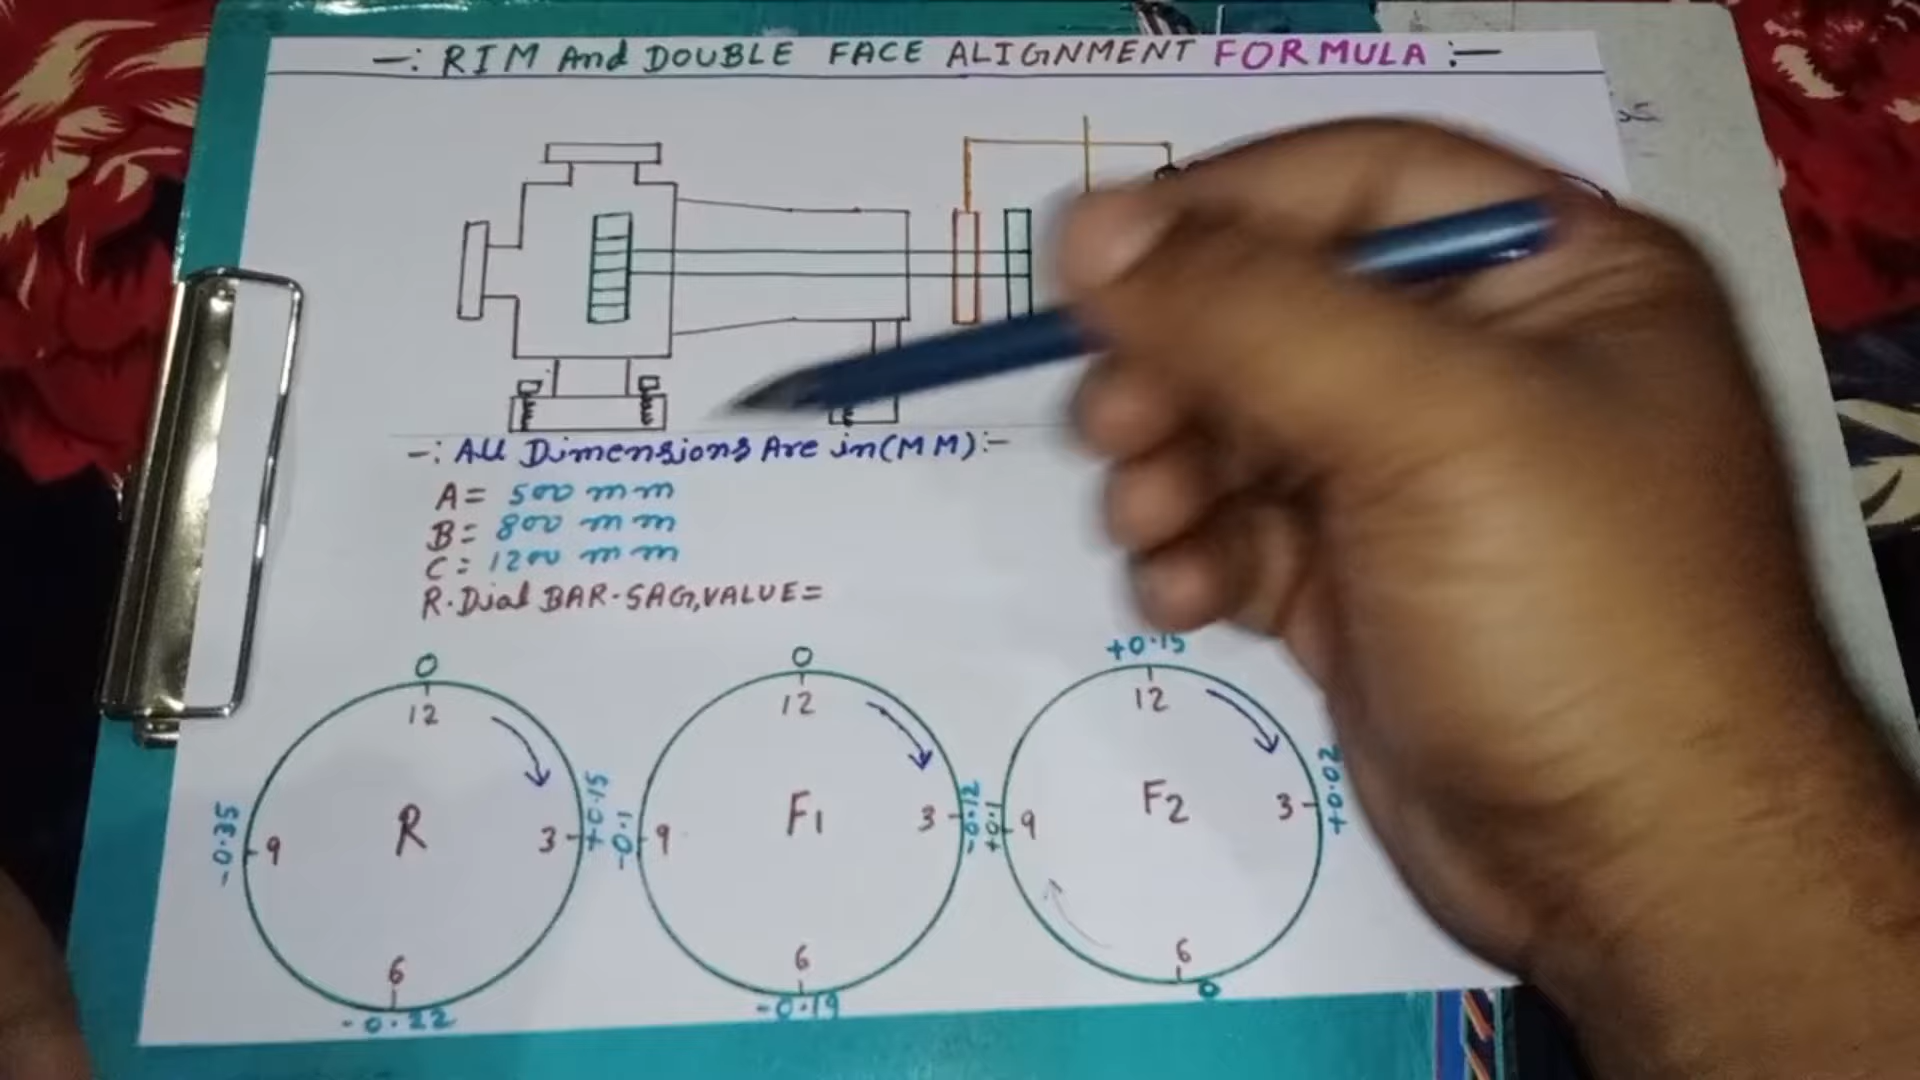 -: RIM And DOUBLE FACE ALIGNMENT FORMULA :-
-: All Dimensions Are in (MM) :-
A= 500 mm
B= 800 mm
C= 1200 mm
R. Dial BAR-SAG, VALUE=
0
12
-0.35
9
R
3
+0.15
6
-0.22
0
12
-0.1
9
F1
3
-0.12
6
-0.19
+0.15
12
+0.1
9
F2
3
+0.02
6
0